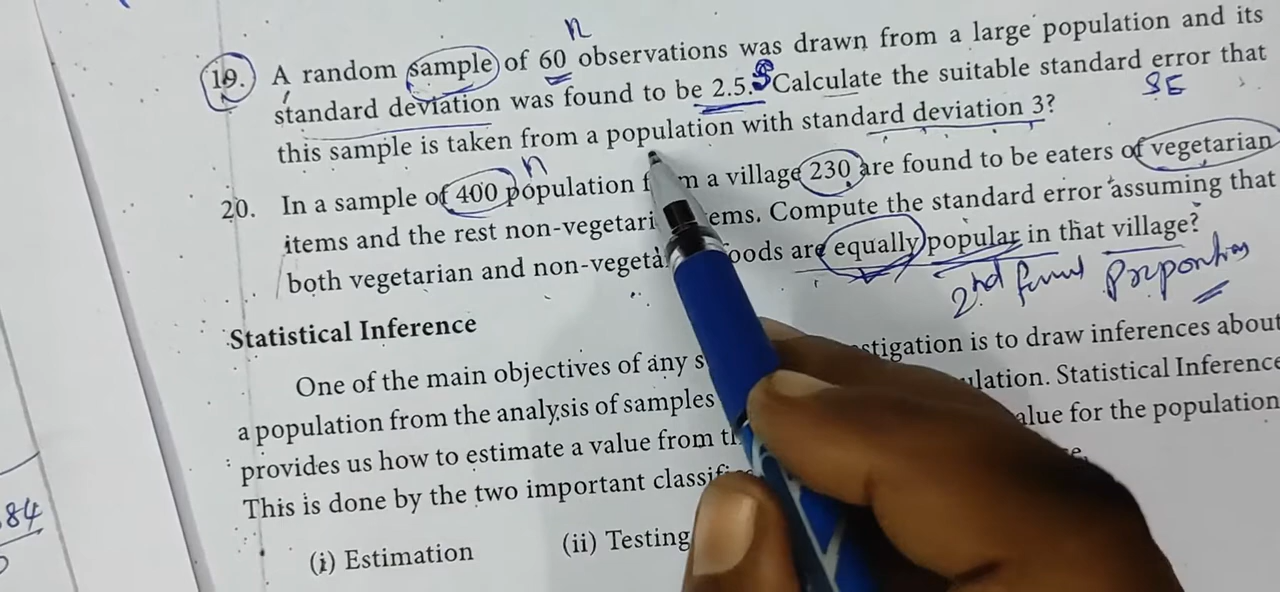 n
19. A random sample of 60 observations was drawn from a large population and its
standard deviation was found to be 2.5. S Calculate the suitable standard error that
SE
this sample is taken from a population with standard deviation 3?
n
20. In a sample of 400 population f m a village 230 are found to be eaters of vegetarian
items and the rest non-vegetari ems. Compute the standard error assuming that
both vegetarian and non-veget oods are equally popular in that village?
2nd
Statistical Inference
One of the main objectives of any s stigation is to draw inferences about
a population from the analysis of samples ulation. Statistical Inference
provides us how to estimate a value from t alue for the population
This is done by the two important classif
84
(i) Estimation (ii) Testing